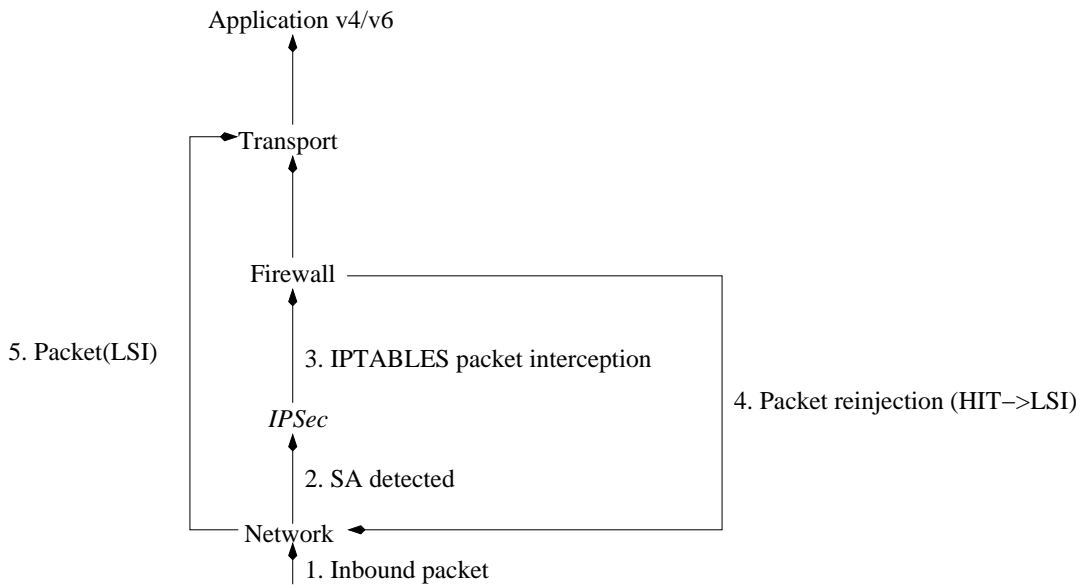 Application v4/v6
Transport
Firewall
5. Packet(LSI)
3. IPTABLES packet interception
4. Packet reinjection (HIT−>LSI)
IPSec
2. SA detected
Network
1. Inbound packet